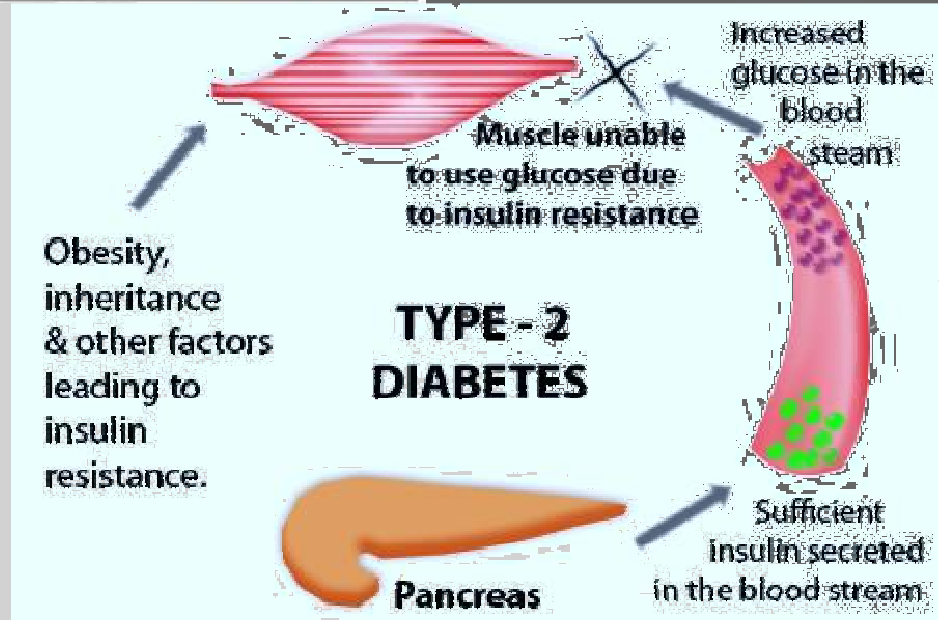 Increased
glucose in the
blood
steam
Muscle unable
to use glucose due
to insulin resistance
Obesity,
inheritance
& other factors
leading to
insulin
resistance.
TYPE - 2
DIABETES
Pancreas
Sufficient
insulin secreted
in the blood stream